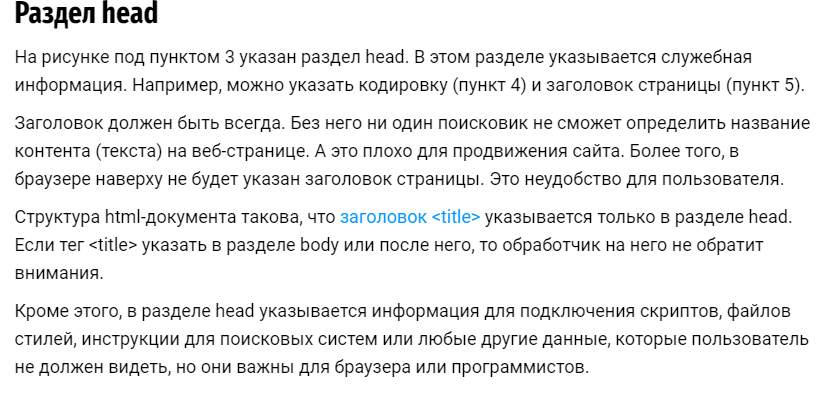 Раздел head
На рисунке под пунктом 3 указан раздел head. В этом разделе указывается служебная
информация. Например, можно указать кодировку (пункт 4) и заголовок страницы (пункт 5).
Заголовок должен быть всегда. Без него ни один поисковик не сможет определить название
контента (текста) на веб-странице. А это плохо для продвижения сайта. Более того, в
браузере наверху не будет указан заголовок страницы. Это неудобство для пользователя.
Структура html-документа такова, что заголовок <title> указывается только в разделе head.
Если тег <title> указать в разделе body или после него, то обработчик на него не обратит
внимания.
Кроме этого, в разделе head указывается информация для подключения скриптов, файлов
стилей, инструкции для поисковых систем или любые другие данные, которые пользователь
не должен видеть, но они важны для браузера или программистов.